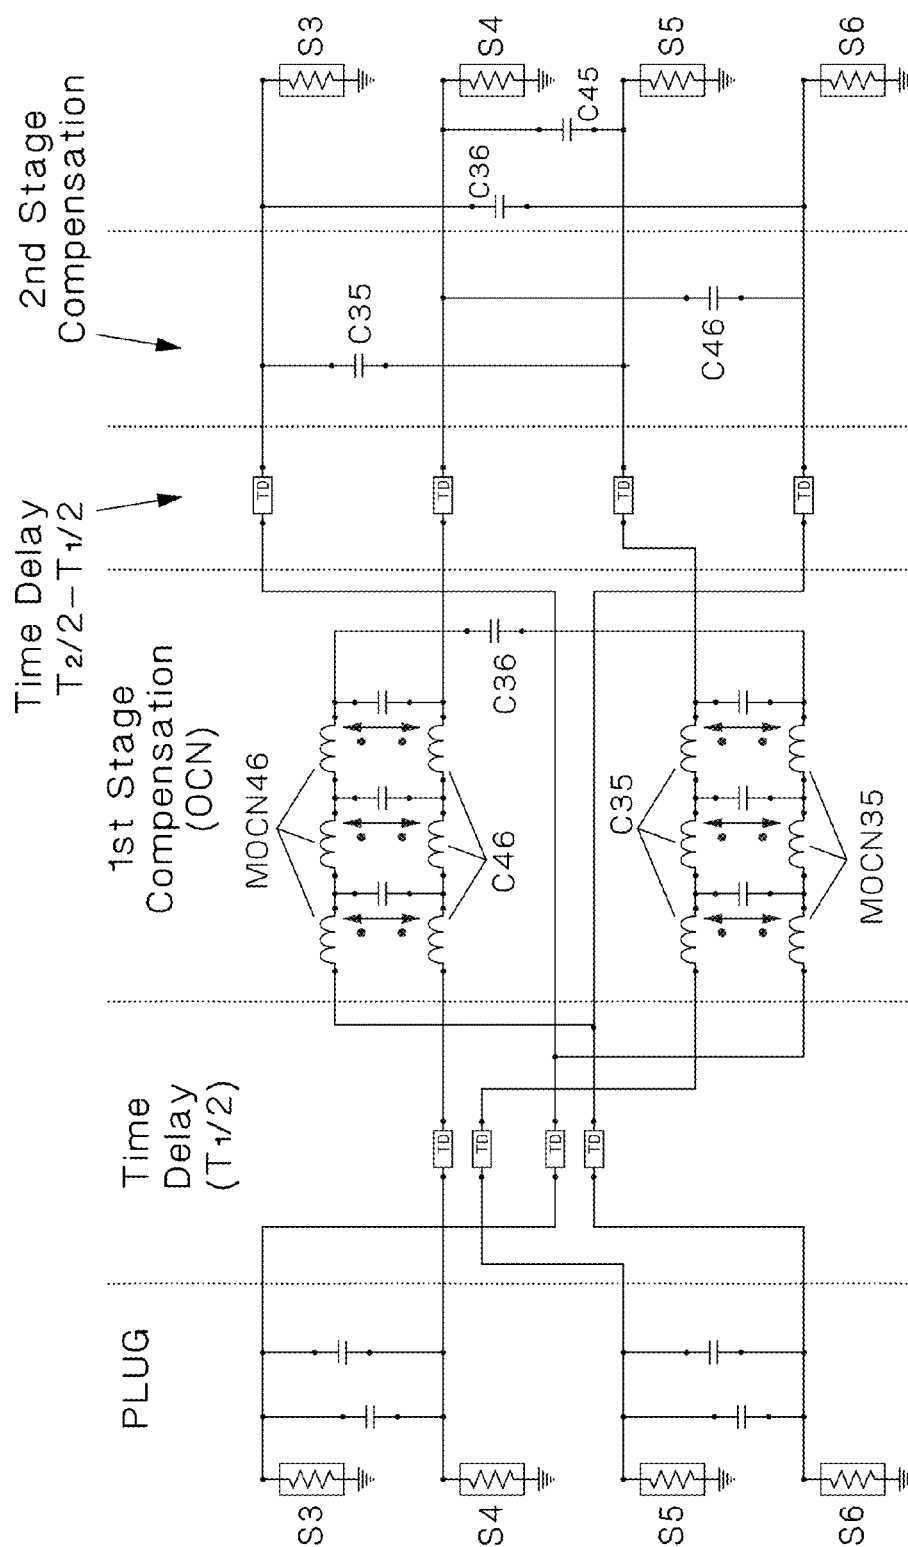 PLUG
Time
Delay
(T1/2)
1st Stage
Compensation
(OCN)
Time Delay
T2/2–T1/2
2nd Stage
Compensation
S3
S4
S5
S6
TD
TD
TD
TD
MOCN46
C46
C36
C35
MOCN35
TD
TD
TD
TD
C35
C46
C36
C45
S3
S4
S5
S6